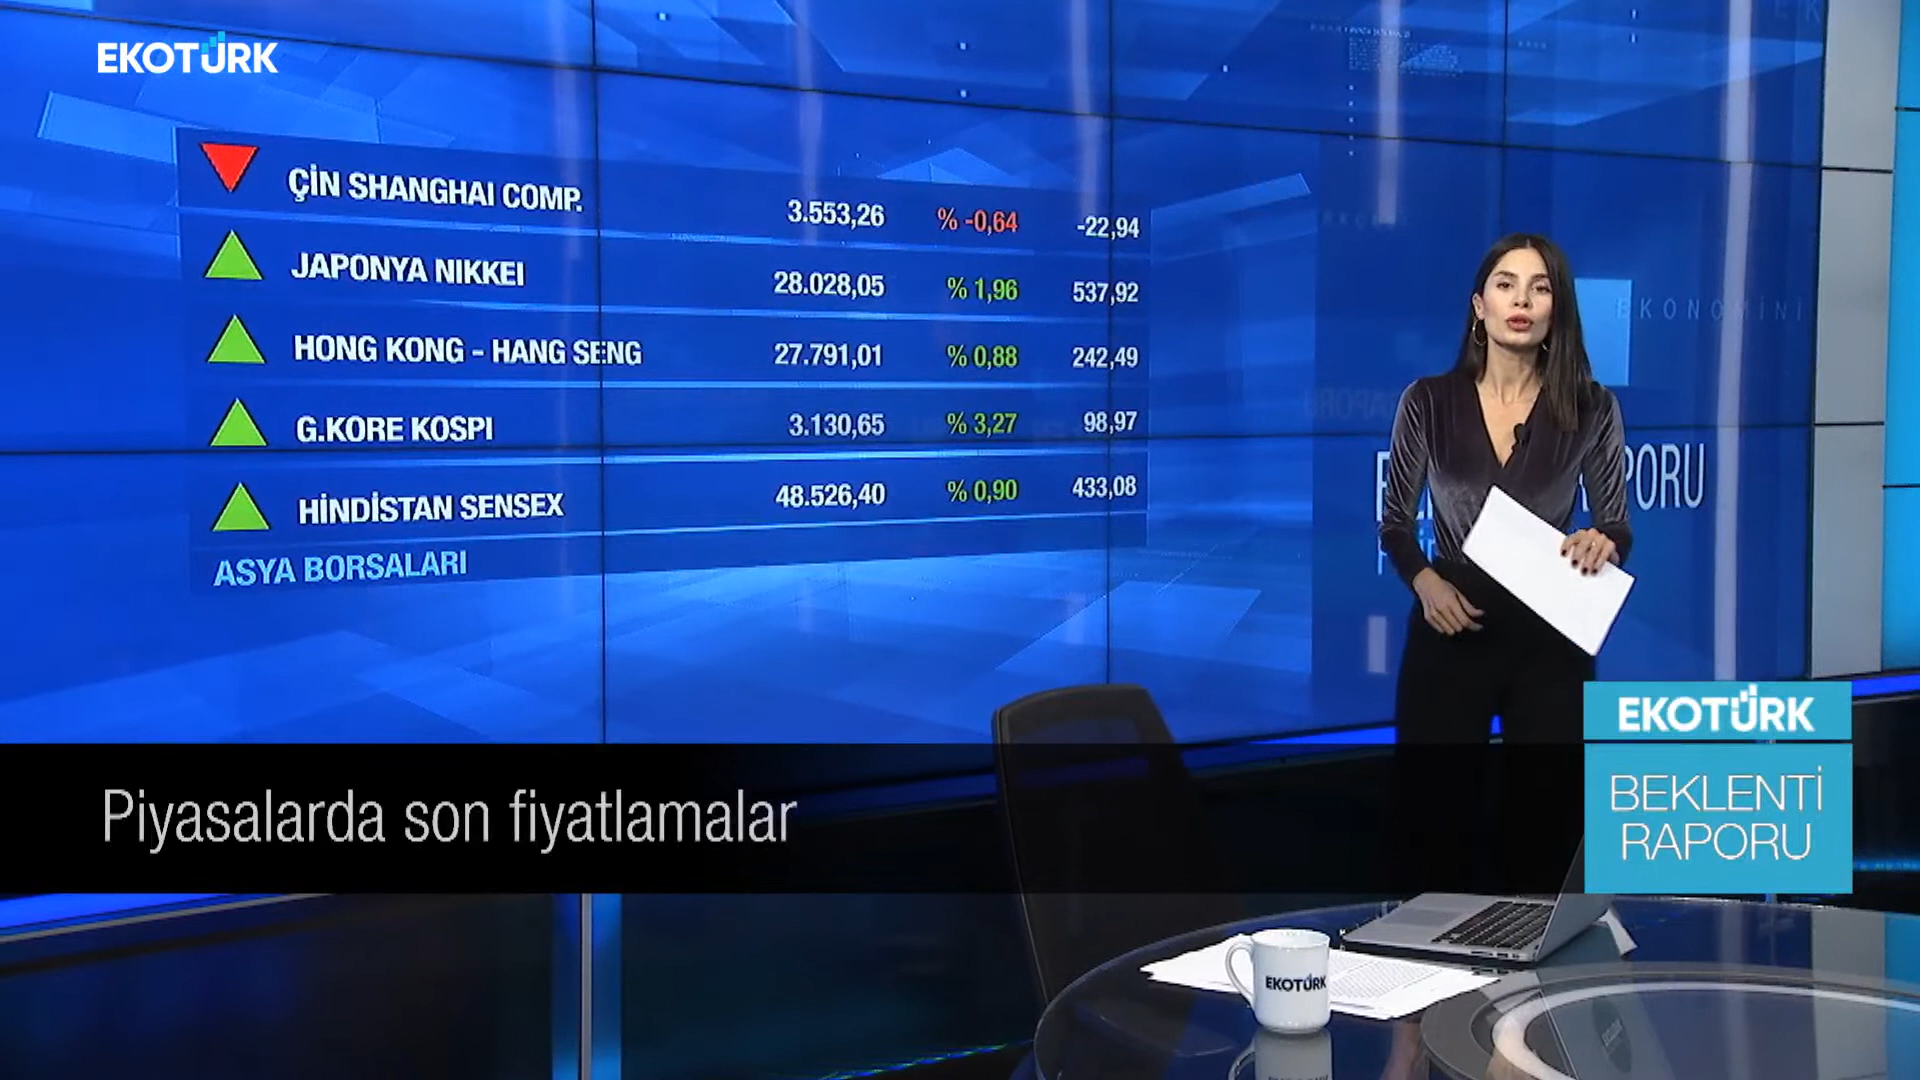 EKOTÜRK
ÇİN SHANGHAI COMP. 3.553,26 % -0,64 -22,94
JAPONYA NIKKEI 28.028,05 % 1,96 537,92
HONG KONG - HANG SENG 27.791,01 % 0,88 242,49
G.KORE KOSPI 3.130,65 % 3,27 98,97
HİNDİSTAN SENSEX 48.526,40 % 0,90 433,08
ASYA BORSALARI
EKONOMİNİ
PORU
EKOTÜRK
BEKLENTİ
RAPORU
Piyasalarda son fiyatlamalar
EKOTÜRK